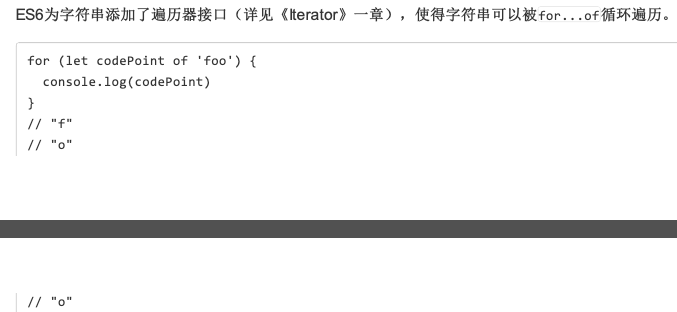 ES6为字符串添加了遍历器接口（详见《Iterator》一章），使得字符串可以被for...of循环遍历。
for (let codePoint of 'foo') {
  console.log(codePoint)
}
// "f"
// "o"
// "o"